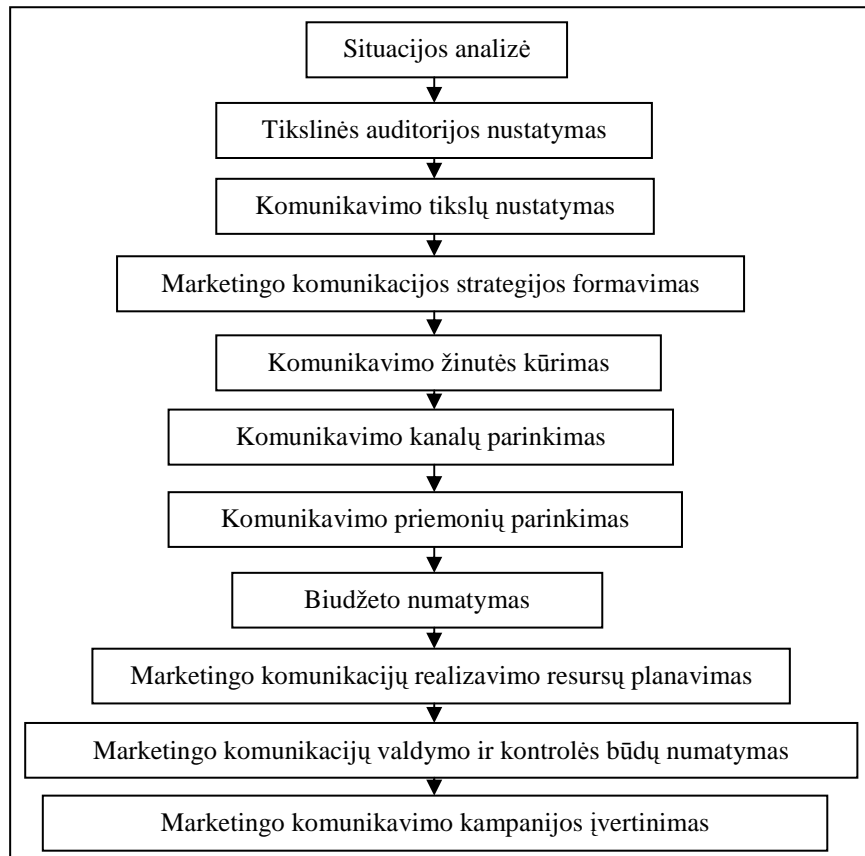 Situacijos analizė
Tikslinės auditorijos nustatymas
Komunikavimo tikslų nustatymas
Marketingo komunikacijos strategijos formavimas
Komunikavimo žinutės kūrimas
Komunikavimo kanalų parinkimas
Komunikavimo priemonių parinkimas
Biudžeto numatymas
Marketingo komunikacijų realizavimo resursų planavimas
Marketingo komunikacijų valdymo ir kontrolės būdų numatymas
Marketingo komunikavimo kampanijos įvertinimas